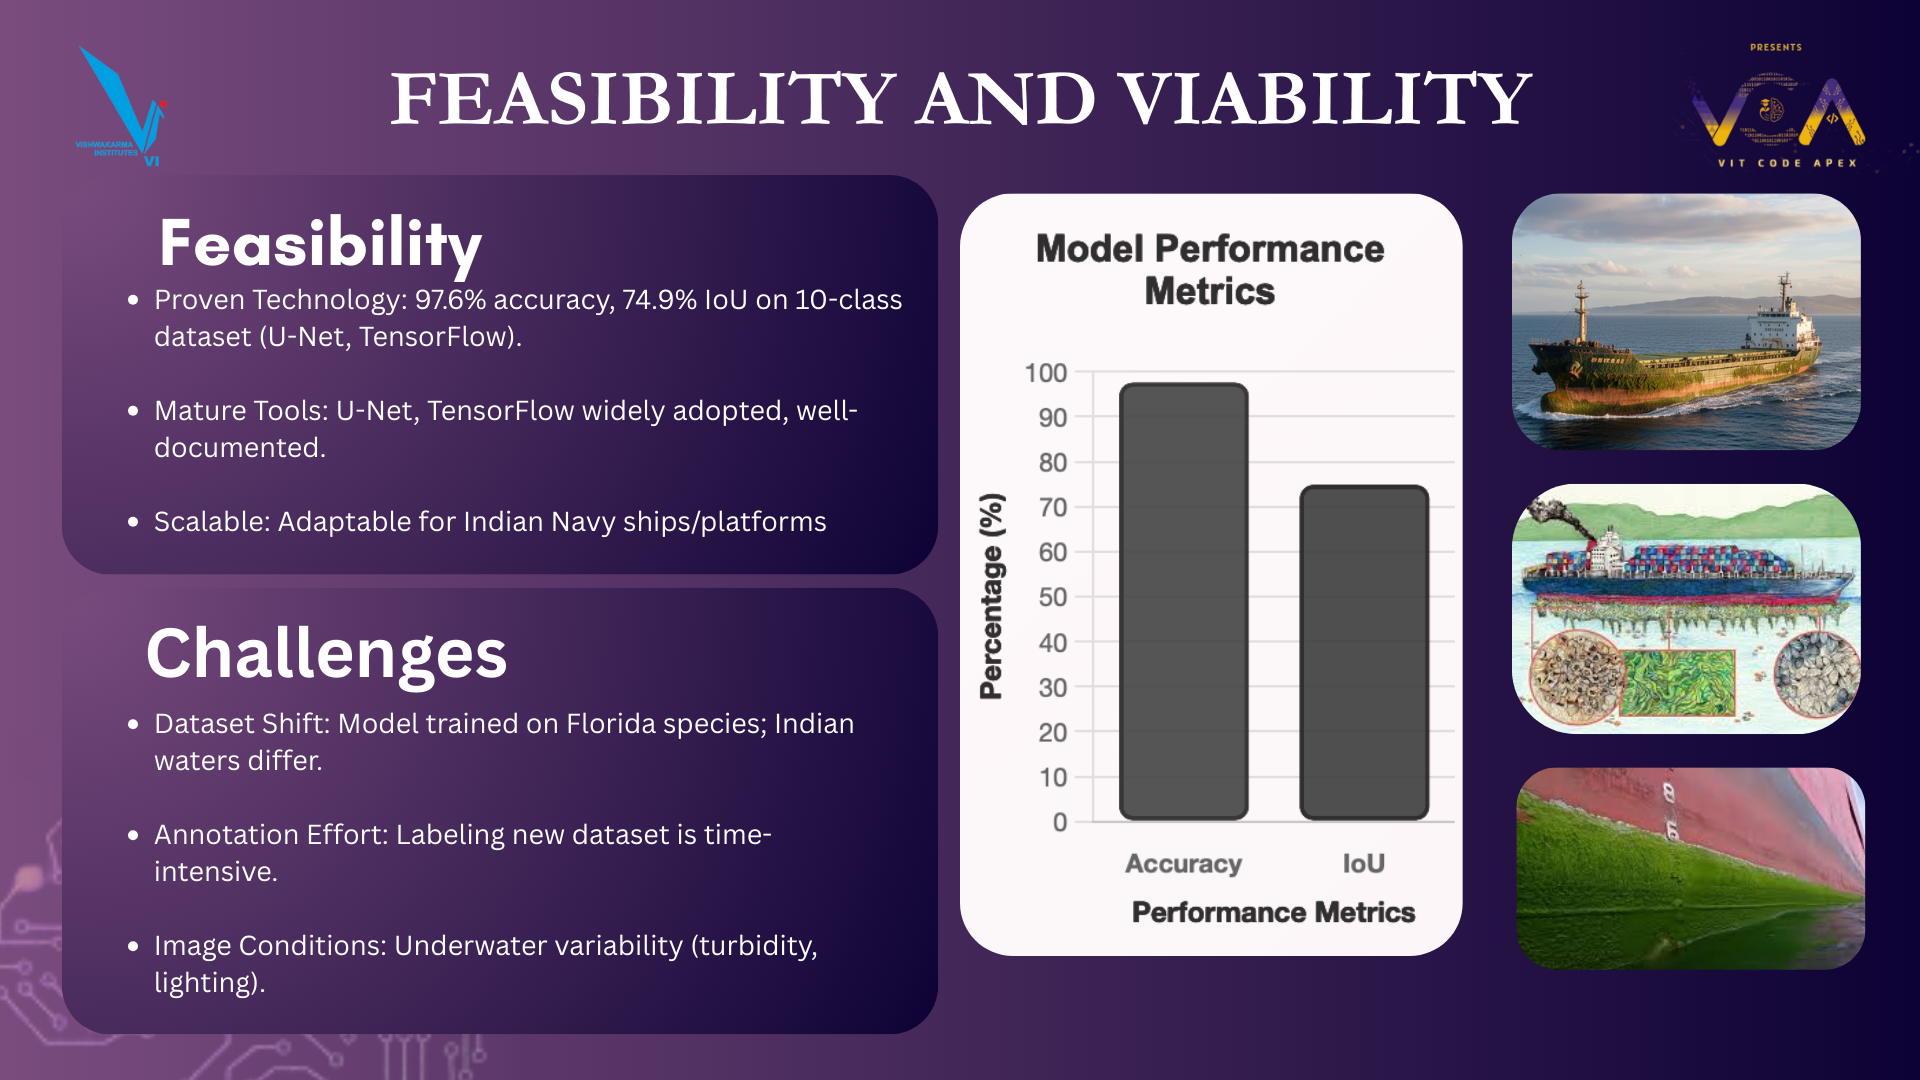 PRESENTS
FEASIBILITY AND VIABILITY
VISHWAKARMA
INSTITUTES
VI
VCA
VIT CODE APEX
Feasibility
• Proven Technology: 97.6% accuracy, 74.9% IoU on 10-class
dataset (U-Net, TensorFlow).
• Mature Tools: U-Net, TensorFlow widely adopted, well-
documented.
• Scalable: Adaptable for Indian Navy ships/platforms
Challenges
• Dataset Shift: Model trained on Florida species; Indian
waters differ.
• Annotation Effort: Labeling new dataset is time-
intensive.
• Image Conditions: Underwater variability (turbidity,
lighting).
Model Performance
Metrics
Percentage (%)
100
90
80
70
60
50
40
30
20
10
0
Accuracy IoU
Performance Metrics